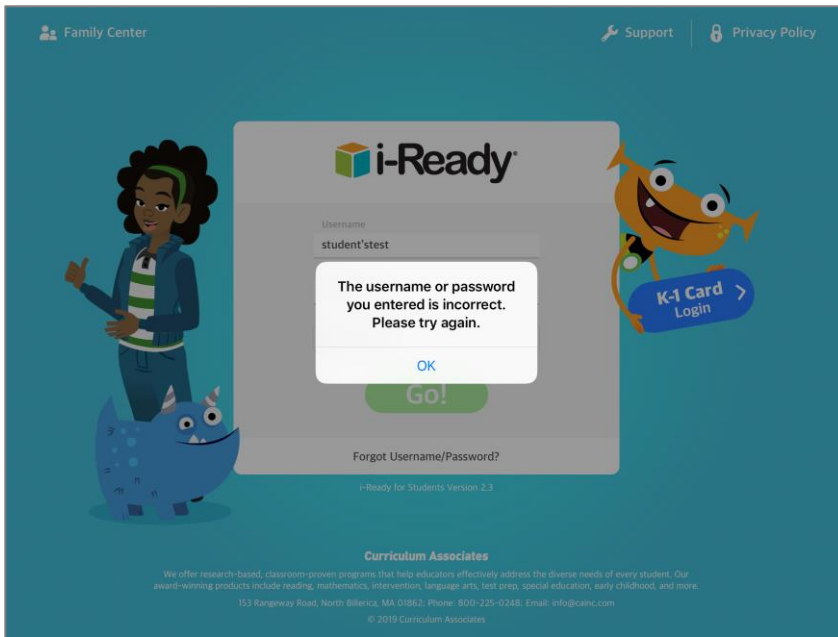 Family Center
Support
Privacy Policy
i-Ready
Username
student'stest
The username or password
you entered is incorrect.
Please try again.
OK
K-1 Card
Login
Go!
Forgot Username/Password?
i-Ready for Students Version 2.3
Curriculum Associates
We offer research-based, classroom-proven programs that help educators effectively address the diverse needs of every student. Our
award-winning products include reading, mathematics, intervention, language arts, test prep, special education, early childhood, and more.
153 Rangeway Road, North Billerica, MA 01862; Phone: 800-225-0248; Email: info@cainc.com
© 2019 Curriculum Associates